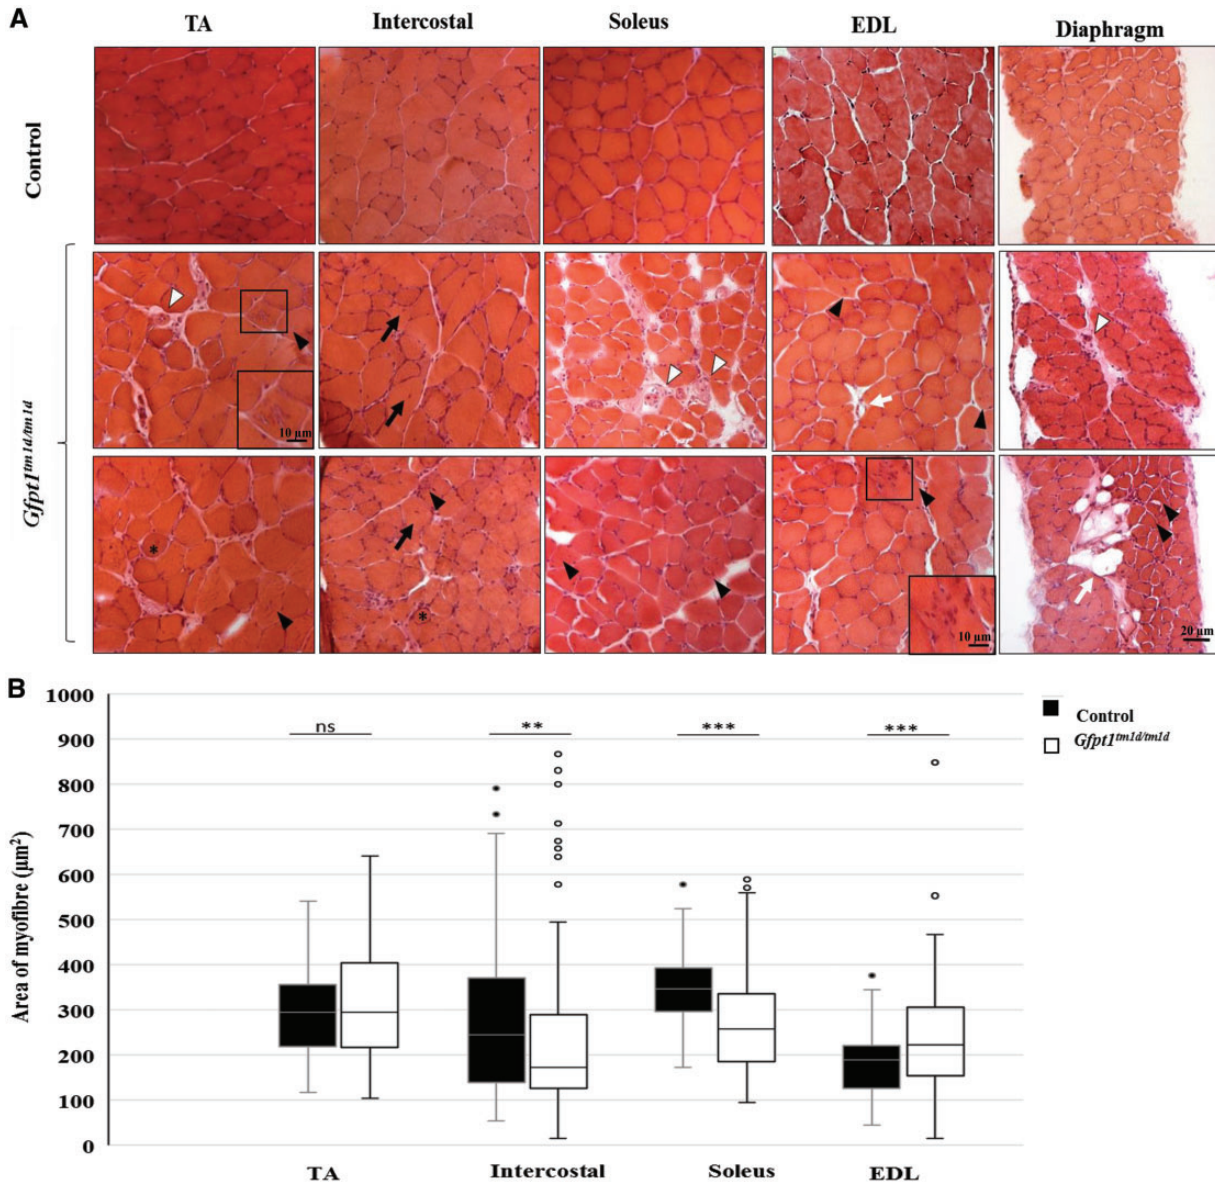 A
TA Intercostal Soleus EDL Diaphragm
Control
Gfpt1tm1d/tm1d
10 µm
*
*
10 µm
20 µm
B
1000
900
800
700
600
500
400
300
200
100
0
Area of myofibre (µm²)
ns ** *** ***
Control
Gfpt1tm1d/tm1d
TA Intercostal Soleus EDL